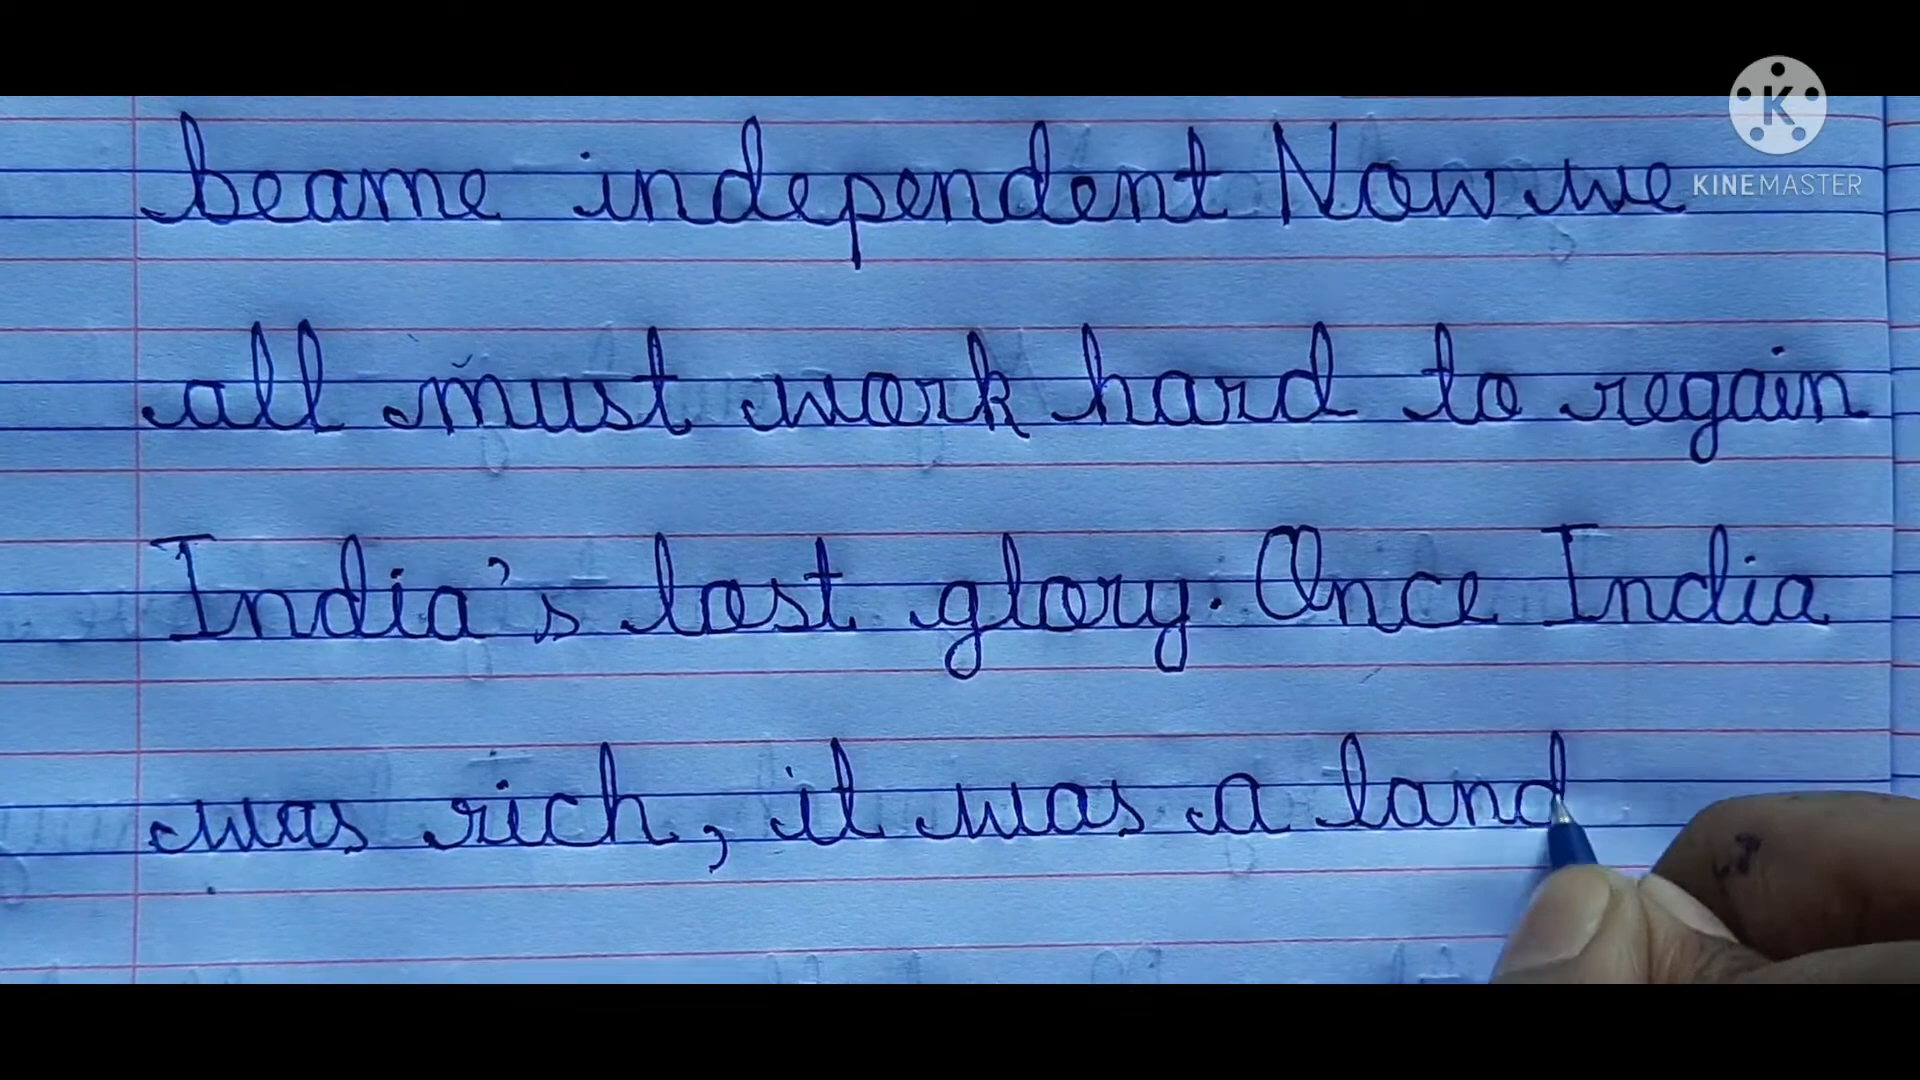 K
KINEMASTER
beame independent Now we
all must work hard to regain
India's lost glory. Once India
was rich, it was a land